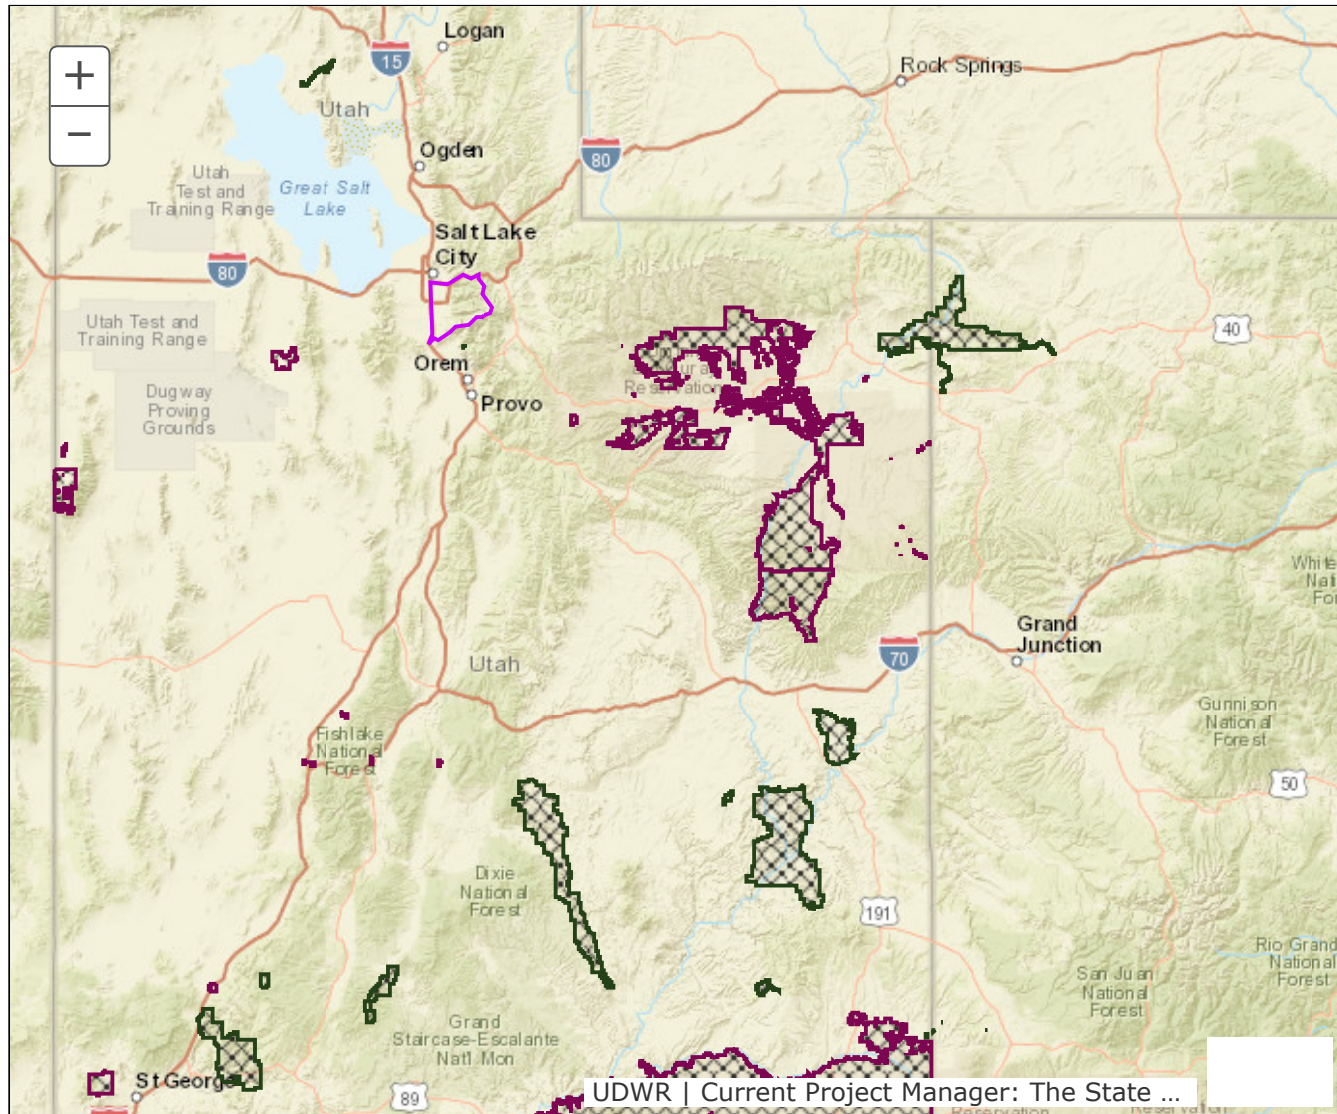 Logan
15
Rock Springs
Utah
Ogden
80
Utah
Test and
Training Range
Great Salt
Lake
Salt Lake
City
80
Utah Test and
Training Range
40
Orem
Dugway
Proving
Grounds
Provo
Grand
Junction
70
Utah
Gunnison
National
Forest
Fishlake
National
Forest
50
Dixie
National
Forest
191
San Juan
National
Forest
Rio Grand
National
Forest
Grand
Staircase-Escalante
Nat'l Mon
St George
89
UDWR | Current Project Manager: The State ...
+
−